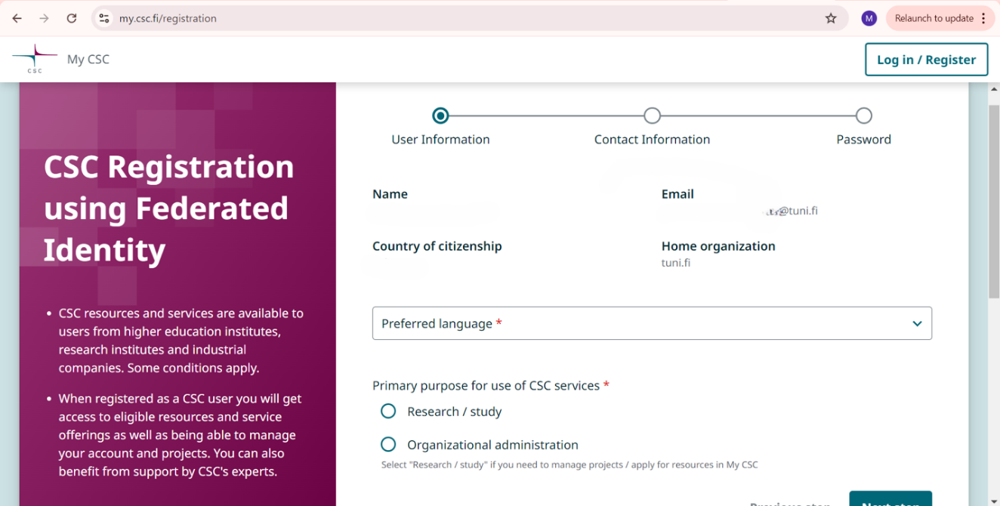 my.csc.fi/registration
M
Relaunch to update
CSC
My CSC
Log in / Register
CSC Registration
using Federated
Identity
• CSC resources and services are available to
users from higher education institutes,
research institutes and industrial
companies. Some conditions apply.
• When registered as a CSC user you will get
access to eligible resources and service
offerings as well as being able to manage
your account and projects. You can also
benefit from support by CSC's experts.
User Information
Contact Information
Password
Name
Email
@tuni.fi
Country of citizenship
Home organization
tuni.fi
Preferred language *
Primary purpose for use of CSC services *
Research / study
Organizational administration
Select "Research / study" if you need to manage projects / apply for resources in My CSC
Previous step
Next step